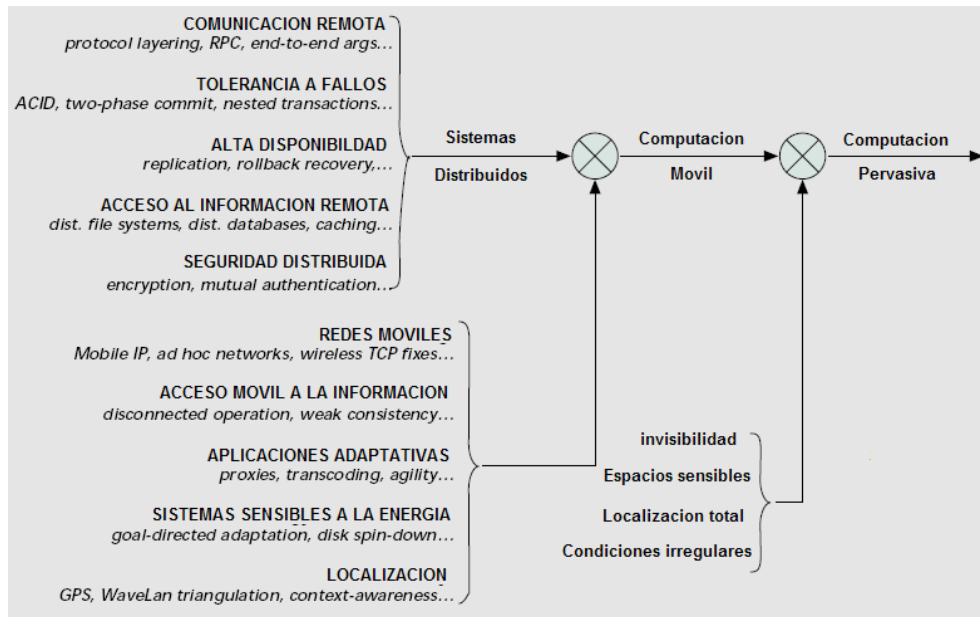 COMUNICACION REMOTA
protocol layering, RPC, end-to-end args...
TOLERANCIA A FALLOS
ACID, two-phase commit, nested transactions...
ALTA DISPONIBILDAD
replication, rollback recovery,...
ACCESO AL INFORMACION REMOTA
dist. file systems, dist. databases, caching...
SEGURIDAD DISTRIBUIDA
encryption, mutual authentication...
Sistemas
Distribuidos
Computacion
Movil
Computacion
Pervasiva
REDES MOVILES
Mobile IP, ad hoc networks, wireless TCP fixes...
ACCESO MOVIL A LA INFORMACION
disconnected operation, weak consistency...
APLICACIONES ADAPTATIVAS
proxies, transcoding, agility...
SISTEMAS SENSIBLES A LA ENERGIA
goal-directed adaptation, disk spin-down...
LOCALIZACION
GPS, WaveLan triangulation, context-awareness...
invisibilidad
Espacios sensibles
Localizacion total
Condiciones irregulares